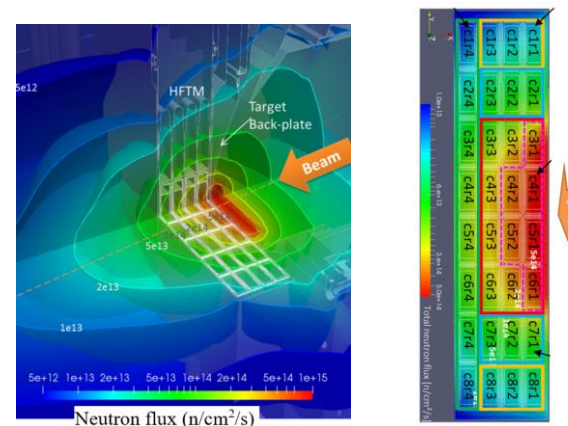 5e12
HFTM
Target
Back-plate
Beam
5e13
2e13
1e13
5e+12 1e+13 2e+13 5e+13 1e+14 2e+14 5e+14 1e+15
Neutron flux (n/cm²/s)
c1r4 c1r3 c1r2 c1r1
c2r4 c2r3 c2r2 c2r1
c3r4 c3r3 c3r2 c3r1
c4r4 c4r3 c4r2 c4r1
c5r4 c5r3 c5r2 c5r1
c6r4 c6r3 c6r2 c6r1
c7r4 c7r3 c7r2 c7r1
c8r4 c8r3 c8r2 c8r1
5e14
Total neutron flux [n/cm²/s]